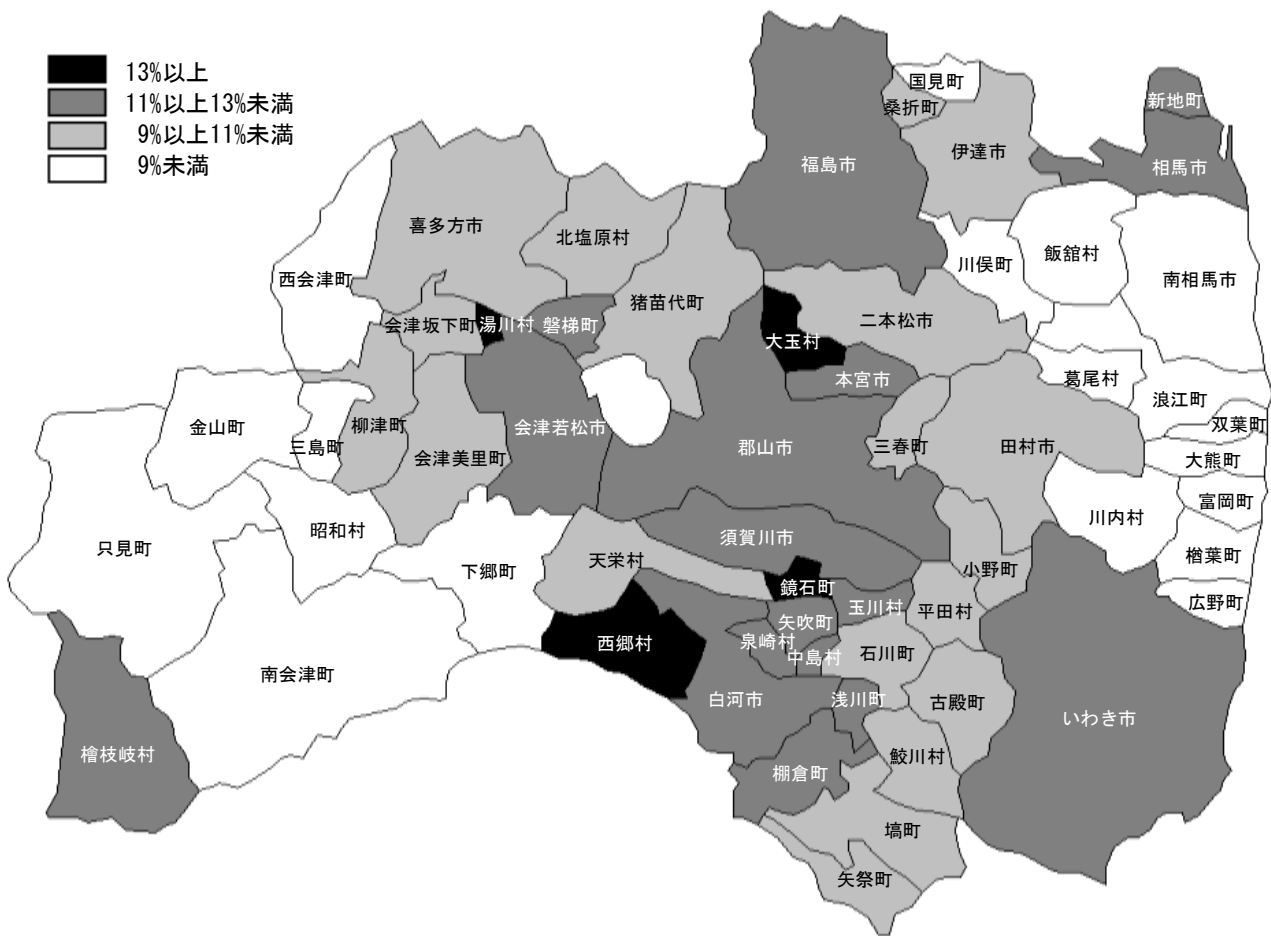 13%以上
11%以上13%未満
9%以上11%未満
9%未満
国見町
桑折町
新地町
伊達市
福島市
相馬市
喜多方市
北塩原村
飯舘村
川俣町
西会津町
南相馬市
猪苗代町
会津坂下町
湯川村
磐梯町
二本松市
大玉村
本宮市
葛尾村
浪江町
双葉町
金山町
三島町
柳津町
会津若松市
会津美里町
郡山市
三春町
田村市
大熊町
富岡町
川内村
只見町
昭和村
下郷町
須賀川市
天栄村
小野町
楢葉町
鏡石町
玉川村
平田村
広野町
矢吹町
泉崎村
中島村
西郷村
石川町
南会津町
白河市
浅川町
古殿町
いわき市
檜枝岐村
鮫川村
棚倉町
塙町
矢祭町